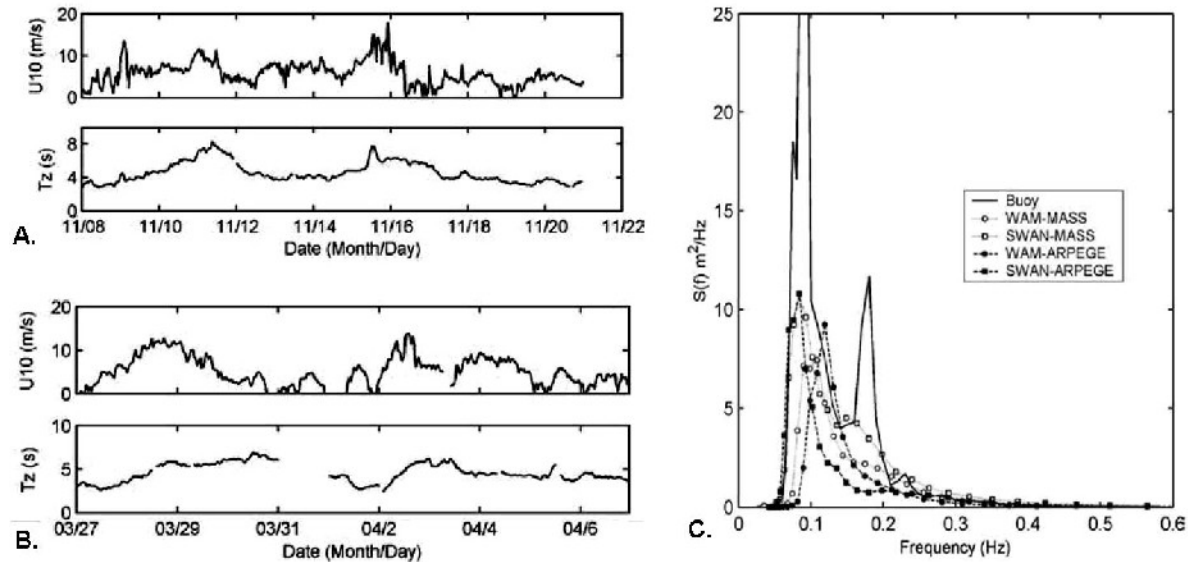 20
10
0
U10 (m/s)
8
4
0
Tz (s)
11/08 11/10 11/12 11/14 11/16 11/18 11/20 11/22
Date (Month/Day)
A.
20
10
0
U10 (m/s)
10
5
0
Tz (s)
03/27 03/29 03/31 04/2 04/4 04/6
Date (Month/Day)
B.
25
20
15
10
5
0
S(f) m²/Hz
Buoy
WAM-MASS
SWAN-MASS
WAM-ARPEGE
SWAN-ARPEGE
0 0.1 0.2 0.3 0.4 0.5 0.6
Frequency (Hz)
C.